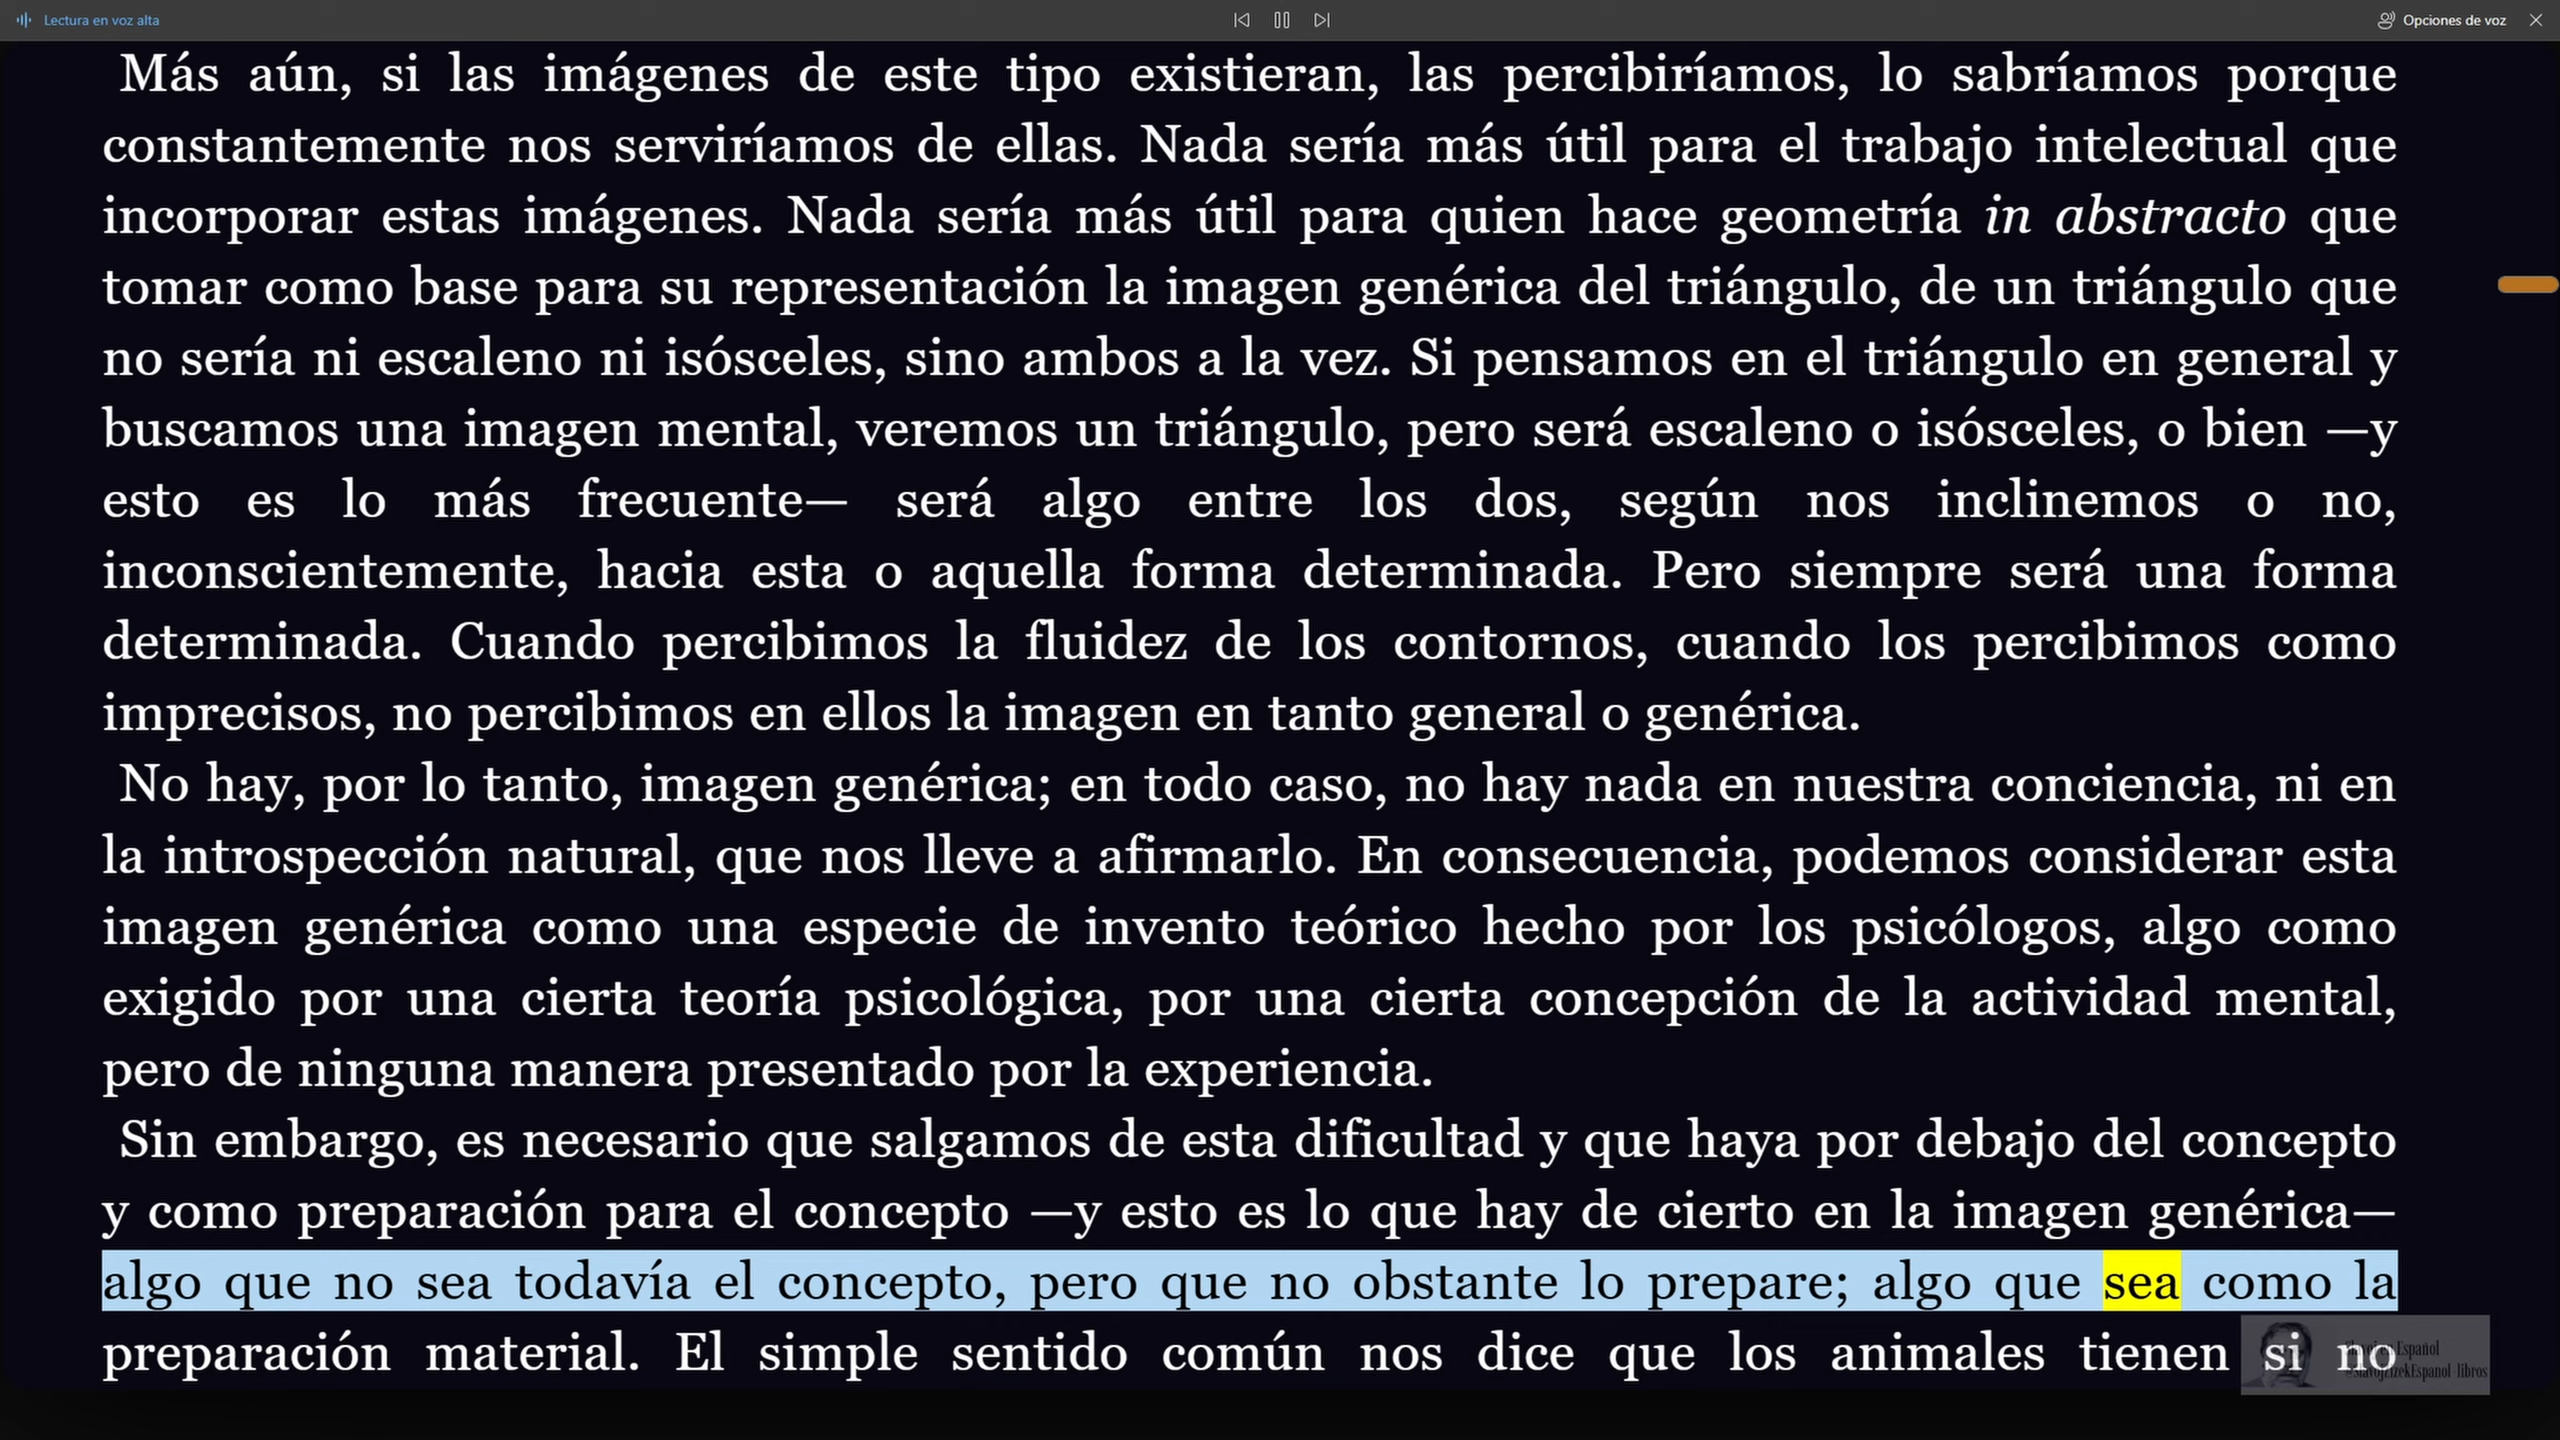 Lectura en voz alta
Opciones de voz
Más aún, si las imágenes de este tipo existieran, las percibiríamos, lo sabríamos porque
constantemente nos serviríamos de ellas. Nada sería más útil para el trabajo intelectual que
incorporar estas imágenes. Nada sería más útil para quien hace geometría in abstracto que
tomar como base para su representación la imagen genérica del triángulo, de un triángulo que
no sería ni escaleno ni isósceles, sino ambos a la vez. Si pensamos en el triángulo en general y
buscamos una imagen mental, veremos un triángulo, pero será escaleno o isósceles, o bien —y
esto es lo más frecuente— será algo entre los dos, según nos inclinemos o no,
inconscientemente, hacia esta o aquella forma determinada. Pero siempre será una forma
determinada. Cuando percibimos la fluidez de los contornos, cuando los percibimos como
imprecisos, no percibimos en ellos la imagen en tanto general o genérica.
No hay, por lo tanto, imagen genérica; en todo caso, no hay nada en nuestra conciencia, ni en
la introspección natural, que nos lleve a afirmarlo. En consecuencia, podemos considerar esta
imagen genérica como una especie de invento teórico hecho por los psicólogos, algo como
exigido por una cierta teoría psicológica, por una cierta concepción de la actividad mental,
pero de ninguna manera presentado por la experiencia.
Sin embargo, es necesario que salgamos de esta dificultad y que haya por debajo del concepto
y como preparación para el concepto —y esto es lo que hay de cierto en la imagen genérica—
algo que no sea todavía el concepto, pero que no obstante lo prepare; algo que sea como la
preparación material. El simple sentido común nos dice que los animales tienen si no
Español